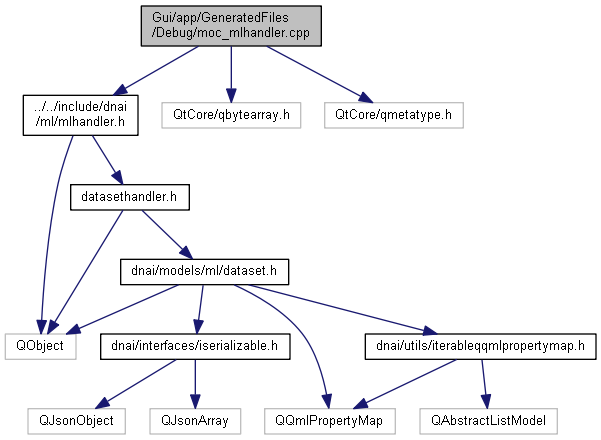 Gui/app/GeneratedFiles
/Debug/moc_mlhandler.cpp
../../include/dnai
/ml/mlhandler.h
QtCore/qbytearray.h
QtCore/qmetatype.h
datasethandler.h
dnai/models/ml/dataset.h
QObject
dnai/interfaces/iserializable.h
dnai/utils/iterableqqmlpropertymap.h
QJsonObject
QJsonArray
QQmlPropertyMap
QAbstractListModel